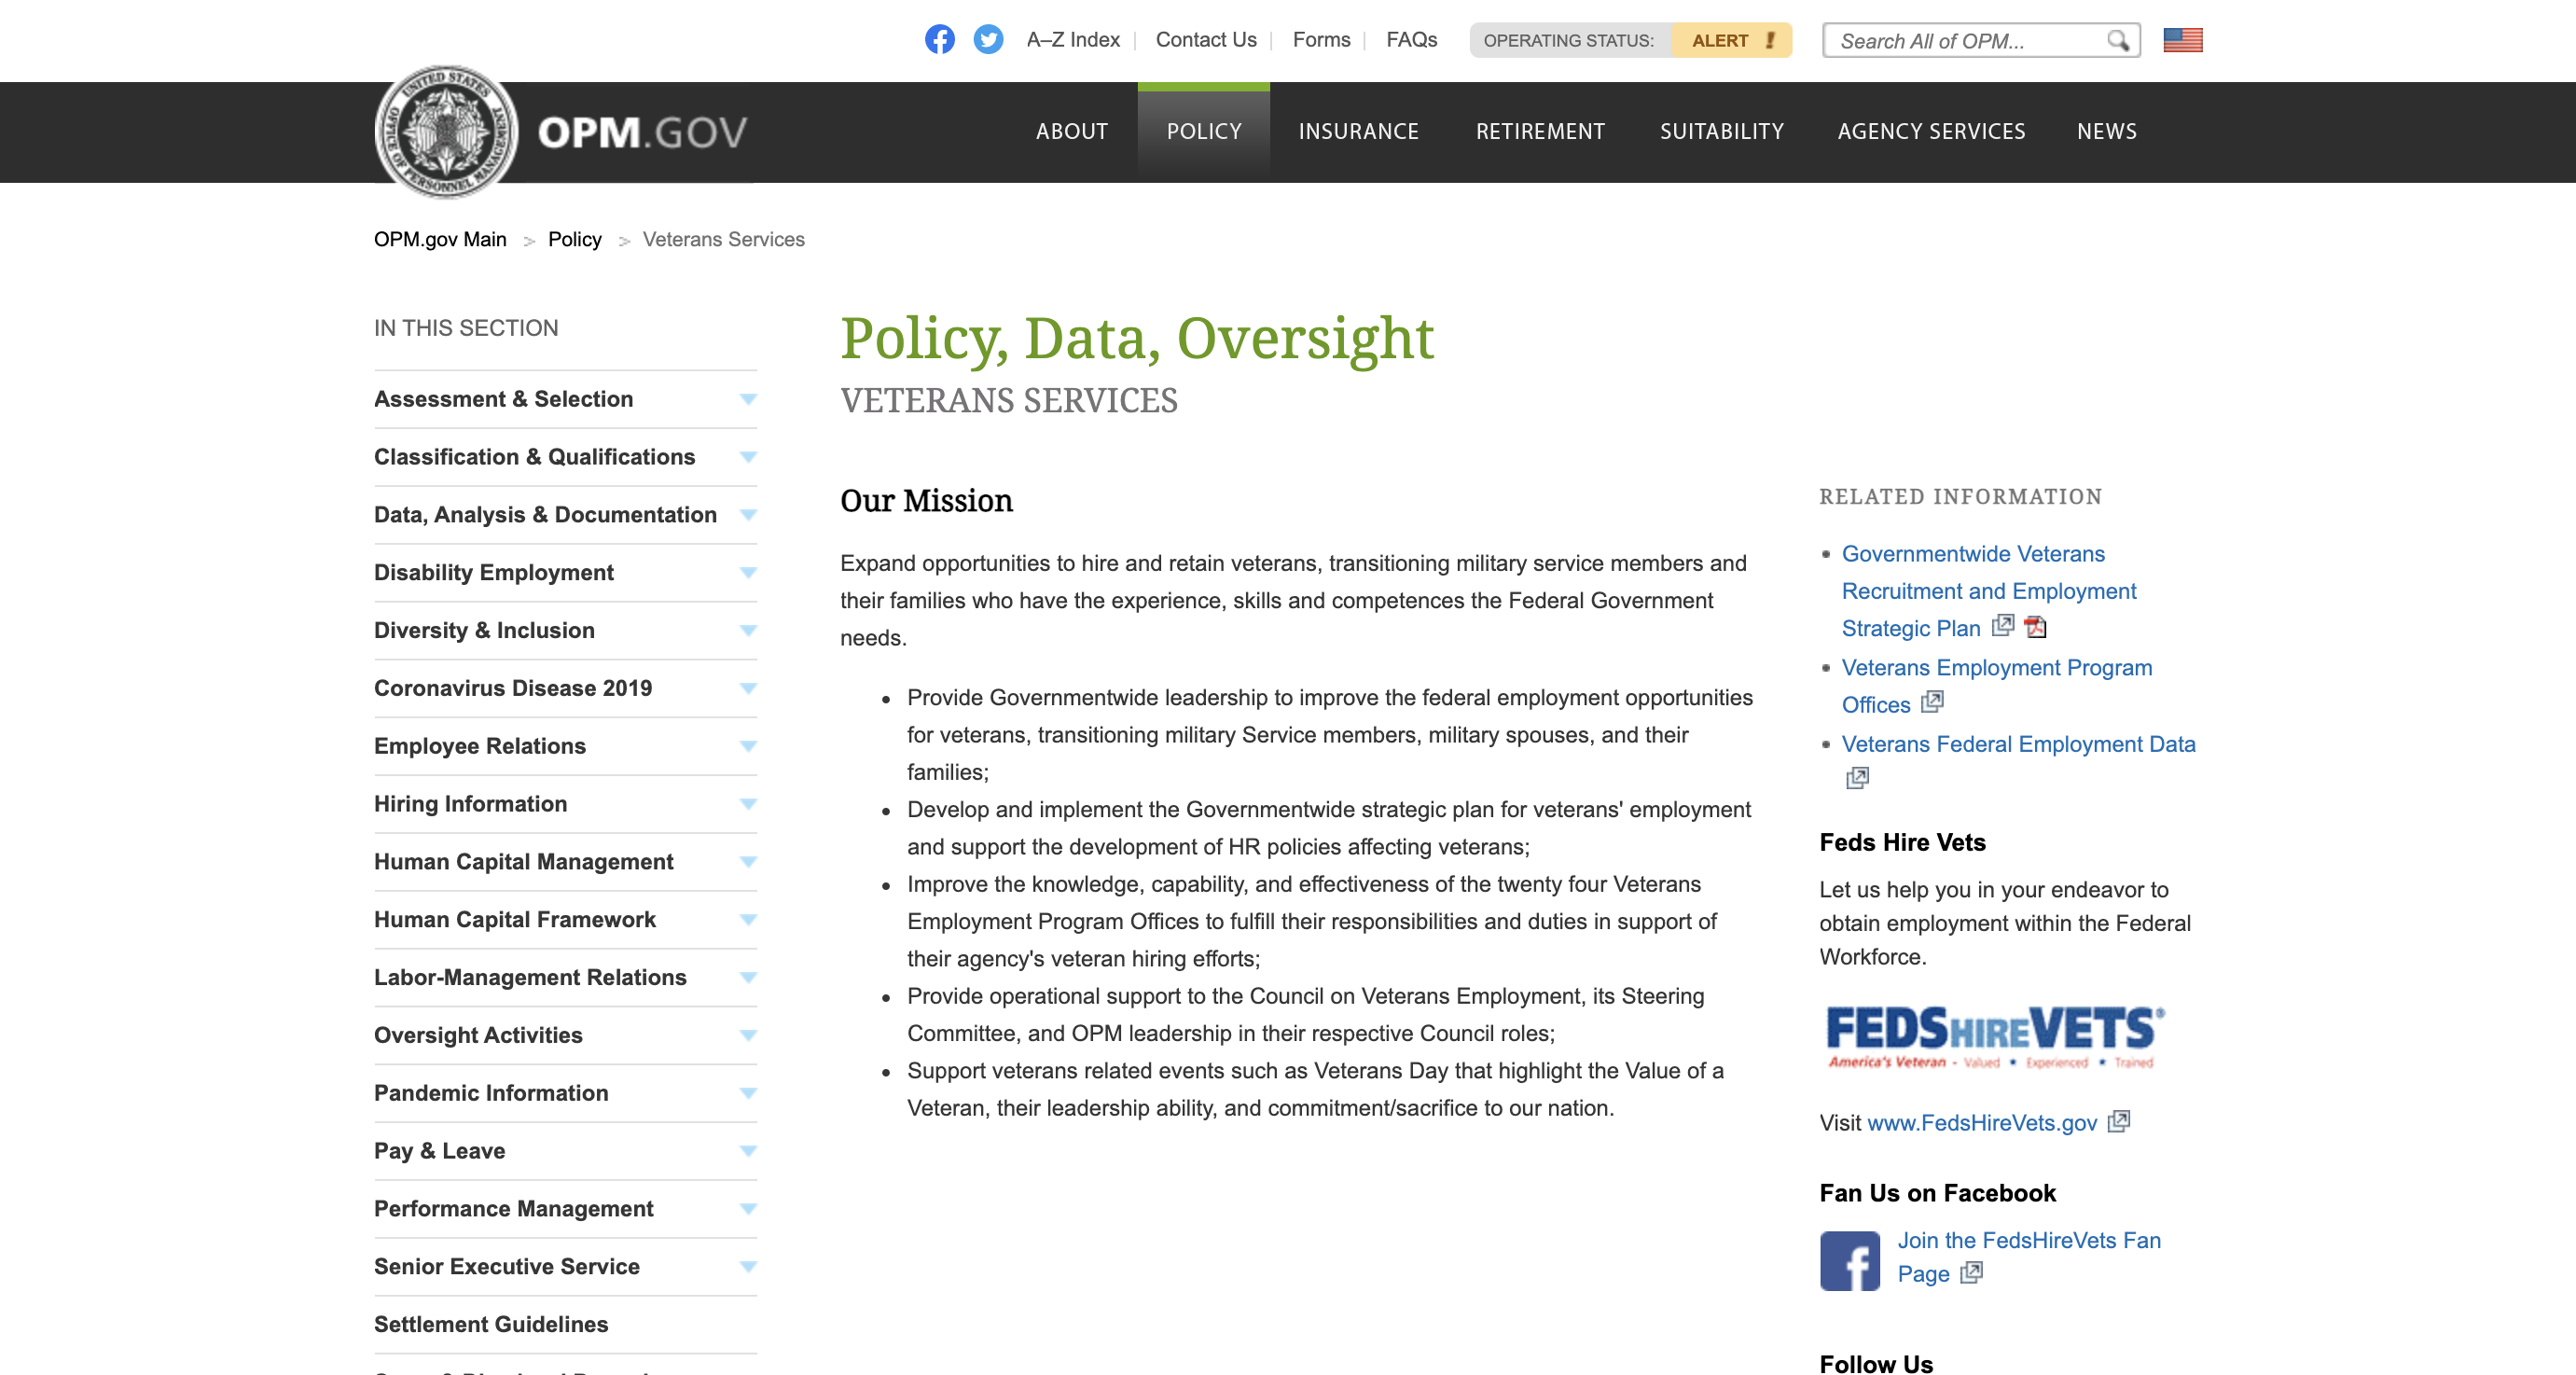 A–Z Index
Contact Us
Forms
FAQs
OPERATING STATUS: ALERT !
Search All of OPM...
UNITED STATES OFFICE OF PERSONNEL MANAGEMENT
OPM.GOV
ABOUT
POLICY
INSURANCE
RETIREMENT
SUITABILITY
AGENCY SERVICES
NEWS
OPM.gov Main > Policy > Veterans Services
IN THIS SECTION
Assessment & Selection
Classification & Qualifications
Data, Analysis & Documentation
Disability Employment
Diversity & Inclusion
Coronavirus Disease 2019
Employee Relations
Hiring Information
Human Capital Management
Human Capital Framework
Labor-Management Relations
Oversight Activities
Pandemic Information
Pay & Leave
Performance Management
Senior Executive Service
Settlement Guidelines
Policy, Data, Oversight
VETERANS SERVICES
Our Mission
Expand opportunities to hire and retain veterans, transitioning military service members and
their families who have the experience, skills and competences the Federal Government
needs.
• Provide Governmentwide leadership to improve the federal employment opportunities
for veterans, transitioning military Service members, military spouses, and their
families;
• Develop and implement the Governmentwide strategic plan for veterans' employment
and support the development of HR policies affecting veterans;
• Improve the knowledge, capability, and effectiveness of the twenty four Veterans
Employment Program Offices to fulfill their responsibilities and duties in support of
their agency's veteran hiring efforts;
• Provide operational support to the Council on Veterans Employment, its Steering
Committee, and OPM leadership in their respective Council roles;
• Support veterans related events such as Veterans Day that highlight the Value of a
Veteran, their leadership ability, and commitment/sacrifice to our nation.
RELATED INFORMATION
• Governmentwide Veterans
Recruitment and Employment
Strategic Plan
• Veterans Employment Program
Offices
• Veterans Federal Employment Data
Feds Hire Vets
Let us help you in your endeavor to
obtain employment within the Federal
Workforce.
FEDSHIREVETS®
America's Veteran - Valued ★ Experienced ★ Trained
Visit www.FedsHireVets.gov
Fan Us on Facebook
Join the FedsHireVets Fan
Page
Follow Us